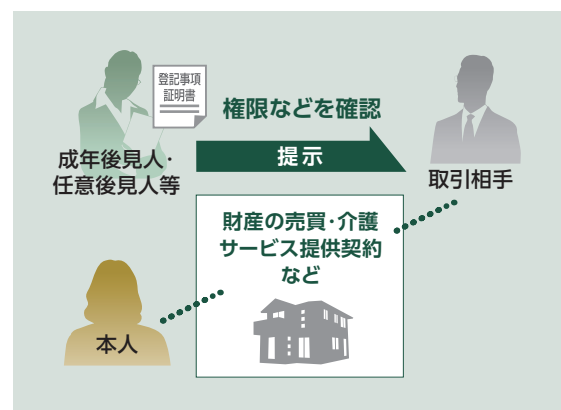 登記事項
証明書
権限などを確認
提示
成年後見人・
任意後見人等
取引相手
財産の売買・介護
サービス提供契約
など
本人